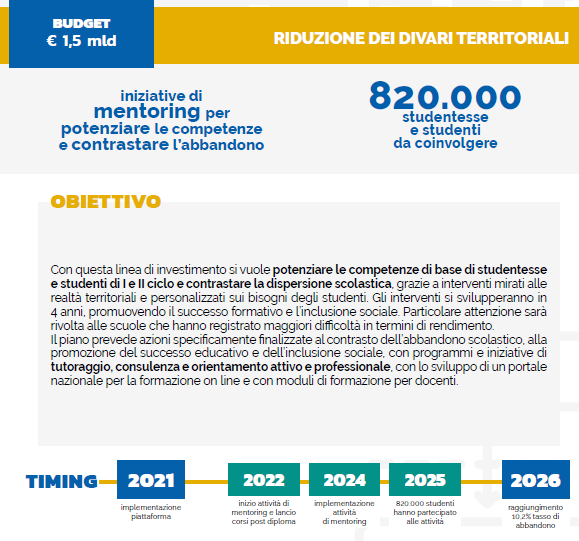 BUDGET
€ 1,5 mld
RIDUZIONE DEI DIVARI TERRITORIALI
iniziative di
mentoring per
potenziare le competenze
e contrastare l'abbandono
820.000
studentesse
e studenti
da coinvolgere
OBIETTIVO
Con questa linea di investimento si vuole potenziare le competenze di base di studentesse
e studenti di I e II ciclo e contrastare la dispersione scolastica, grazie a interventi mirati alle
realtà territoriali e personalizzati sui bisogni degli studenti. Gli interventi si svilupperanno in
4 anni, promuovendo il successo formativo e l'inclusione sociale. Particolare attenzione sarà
rivolta alle scuole che hanno registrato maggiori difficoltà in termini di rendimento.
Il piano prevede azioni specificamente finalizzate al contrasto dell'abbandono scolastico, alla
promozione del successo educativo e dell'inclusione sociale, con programmi e iniziative di
tutoraggio, consulenza e orientamento attivo e professionale, con lo sviluppo di un portale
nazionale per la formazione on line e con moduli di formazione per docenti.
TIMING
2021
implementazione
piattaforma
2022
inizio attività di
mentoring e lancio
corsi post diploma
2024
implementazione
attività
di mentoring
2025
820.000 studenti
hanno partecipato
alle attività
2026
raggiungimento
10,2% tasso di
abbandono